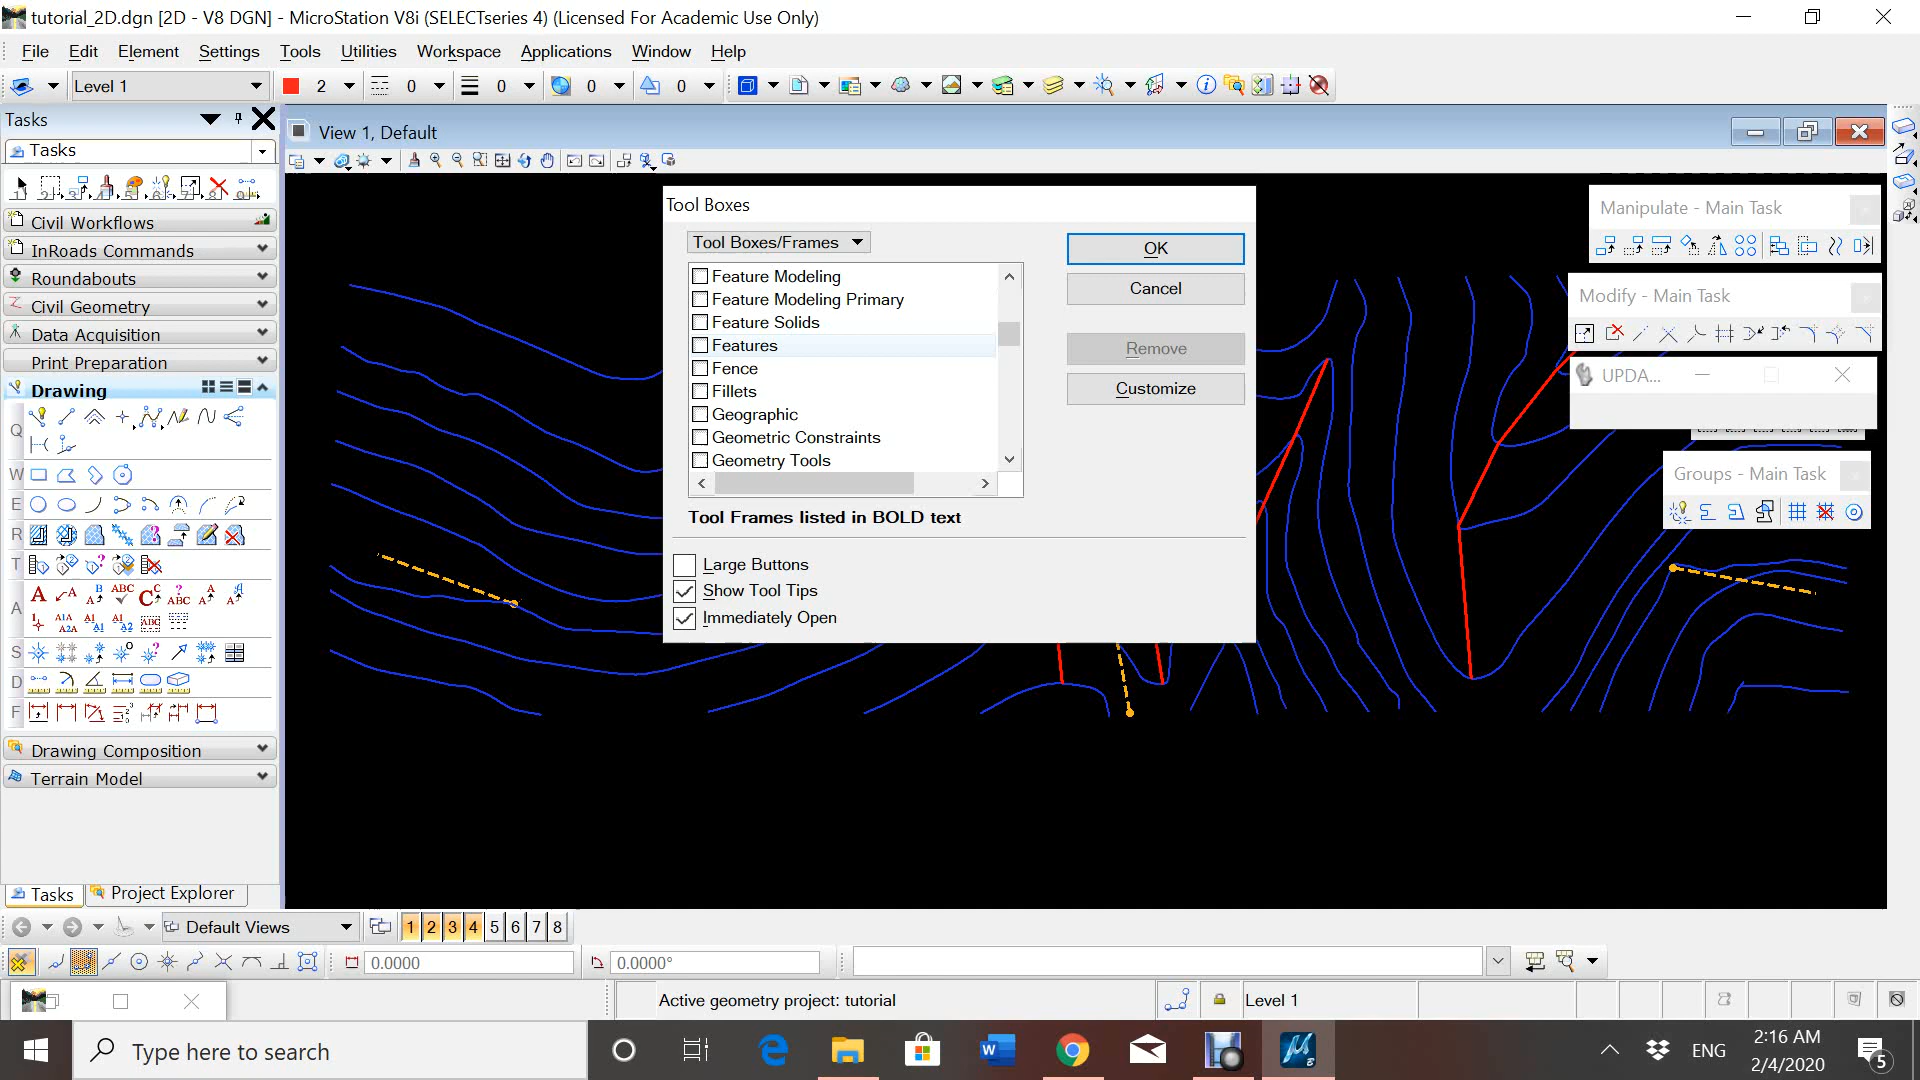 tutorial_2D.dgn [2D - V8 DGN] - MicroStation V8i (SELECTseries 4) (Licensed For Academic Use Only)
File Edit Element Settings Tools Utilities Workspace Applications Window Help
Level 1 2 0 0 0 0
Tasks
View 1, Default
Tasks
Civil Workflows
InRoads Commands
Roundabouts
Civil Geometry
Data Acquisition
Print Preparation
Drawing
Q
W
E
R
T
A
S
D
F
Drawing Composition
Terrain Model
Tasks Project Explorer
Tool Boxes
Tool Boxes/Frames
Feature Modeling
Feature Modeling Primary
Feature Solids
Features
Fence
Fillets
Geographic
Geometric Constraints
Geometry Tools
OK
Cancel
Remove
Customize
Tool Frames listed in BOLD text
Large Buttons
Show Tool Tips
Immediately Open
Manipulate - Main Task
Modify - Main Task
UPDA...
Groups - Main Task
Default Views 1 2 3 4 5 6 7 8
0.0000 0.0000°
Active geometry project: tutorial Level 1
Type here to search
ENG
2:16 AM
2/4/2020
5